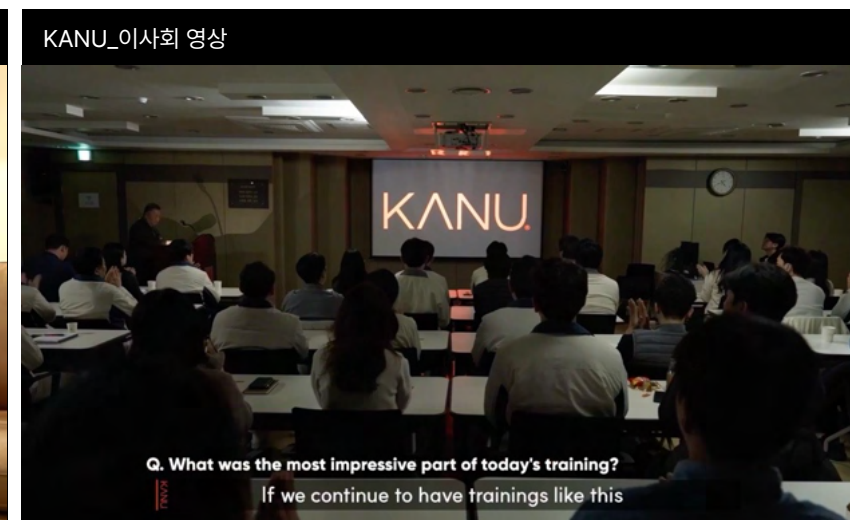 KANU_이사회 영상
KANU.
Q. What was the most impressive part of today's training?
KANU
If we continue to have trainings like this